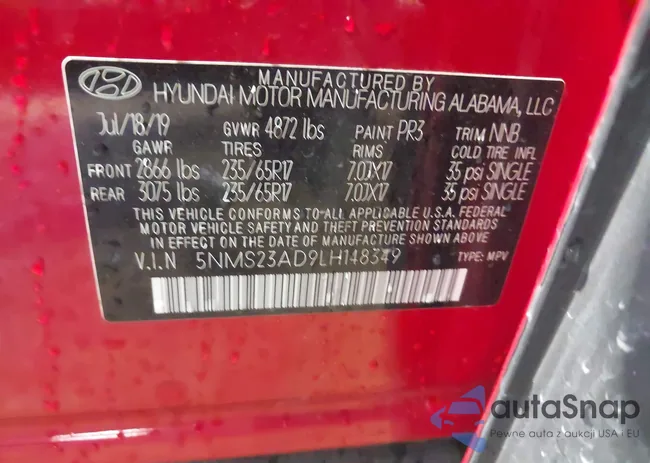 MANUFACTURED BY
HYUNDAI MOTOR MANUFACTURING ALABAMA, LLC
Jul/18/19 GVWR 4872 lbs PAINT PR3 TRIM NNB
GAWR TIRES RIMS COLD TIRE INFL
FRONT 2866 lbs 235/65R17 7.0JX17 35 psi SINGLE
REAR 3075 lbs 235/65R17 7.0JX17 35 psi SINGLE
THIS VEHICLE CONFORMS TO ALL APPLICABLE U.S.A. FEDERAL
MOTOR VEHICLE SAFETY AND THEFT PREVENTION STANDARDS
IN EFFECT ON THE DATE OF MANUFACTURE SHOWN ABOVE.
V.I.N 5NMS23AD9LH148349 TYPE: MPV
autaSnap
Pewne auta z aukcji USA i EU